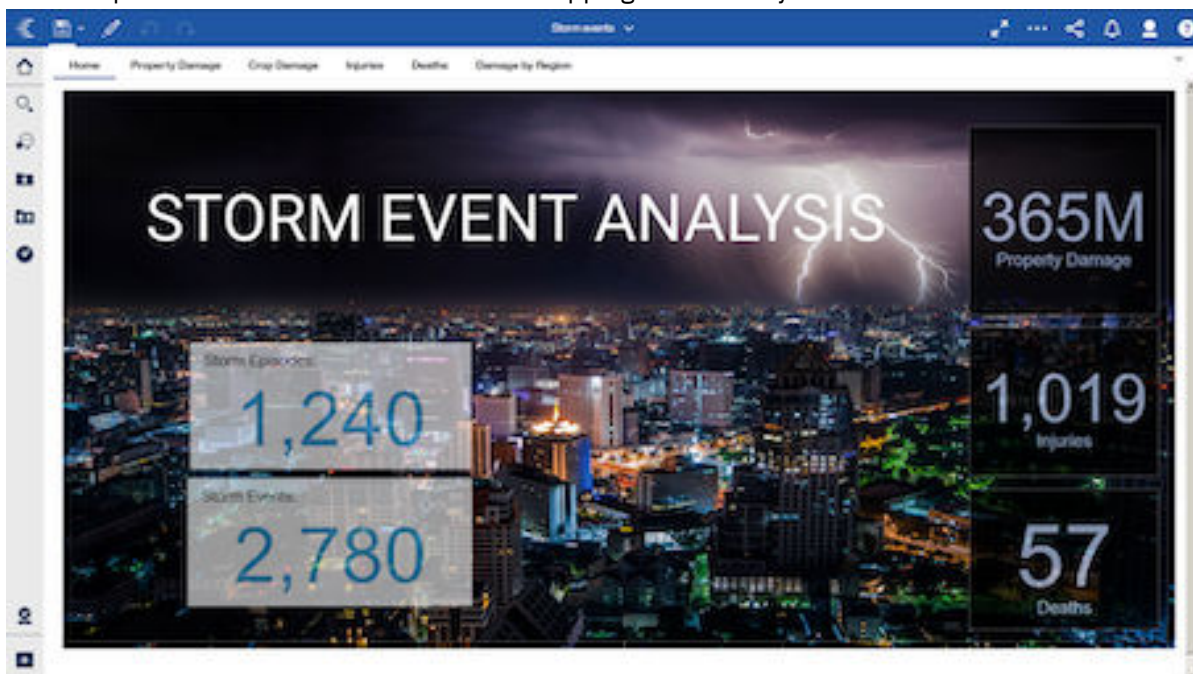 Storm events
Home Property Damage Crop Damage Injuries Deaths Damage by Region
STORM EVENT ANALYSIS
365M
Property Damage
Storm Episodes
1,240
1,019
Injuries
Storm Events
2,780
57
Deaths